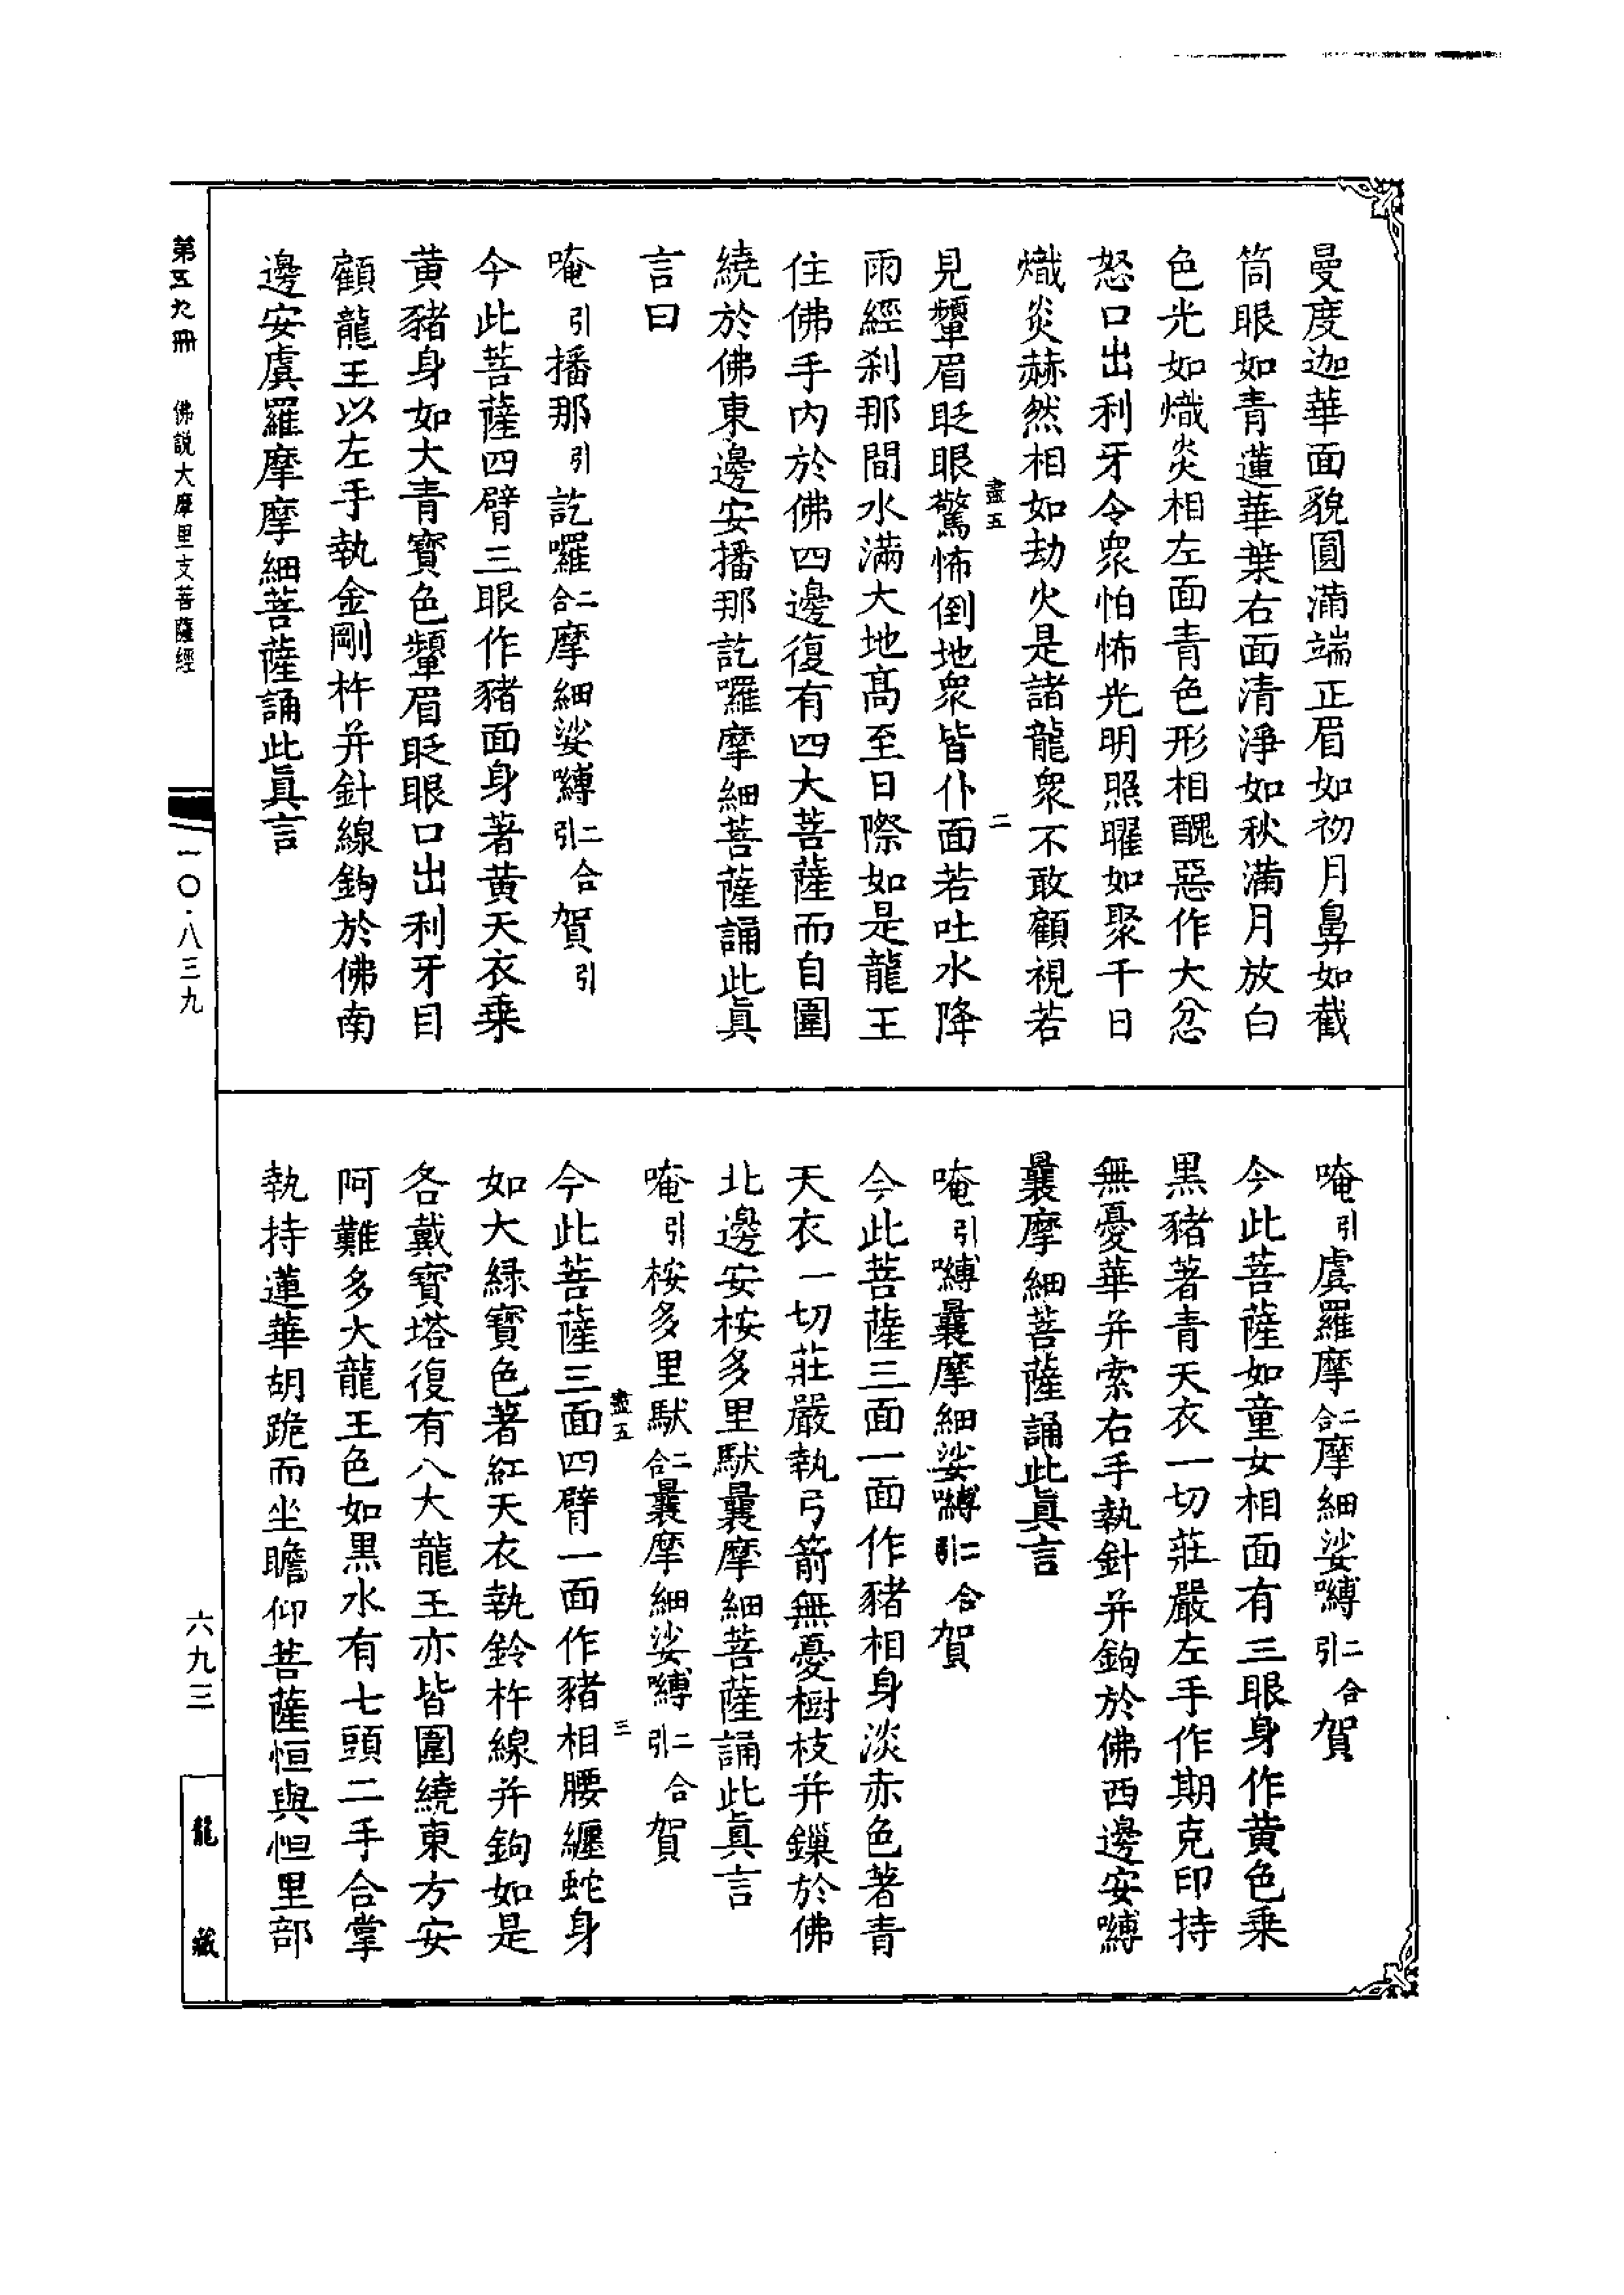 曼度迦華面貌圓滿端正眉如初月鼻如截
筒眼如青蓮華葉右面清淨如秋滿月放白
色光如熾炎相左面青色形相醜惡作大忿
怒口出利牙令衆怕怖光明照曜如聚千日
熾炎赫然相如劫火是諸龍衆不敢顧視若
盡五 二
見顰眉眨眼驚怖倒地衆皆仆面若吐水降
雨經刹那間水滿大地髙至日際如是龍王
住佛手內於佛四邊復有四大菩薩而自圍
繞於佛東邊安播那訖囉摩細菩薩誦此眞
言曰
唵引播那引訖囉二合摩細娑嚩二合引賀引
今此菩薩四臂三眼作豬面身著黄天衣乗
黄豬身如大青寶色顰眉眨眼口出利牙目
顧龍王以左手執金剛杵并針線鉤於佛南
邊安虞羅摩摩細菩薩誦此眞言
唵引虞羅摩二合摩細娑嚩二合引賀
今此菩薩如童女相面有三眼身作黄色乗
黒豬著青天衣一切莊嚴左手作期克印持
無憂華并索右手執針并鉤於佛西邊安嚩
曩摩細菩薩誦此眞言
唵引嚩曩摩細娑嚩二合引賀
今此菩薩三面一面作豬相身淡赤色著青
天衣一切莊嚴執弓箭無憂樹枝并鏁於佛
北邊安桉多里馱曩摩細菩薩誦此眞言
唵引桉多里馱二合曩摩細娑嚩二合引賀
盡五 三
今此菩薩三面四臂一面作豬相腰纒蛇身
如大緑寶色著紅天衣執鈴杵線并鉤如是
各戴寶塔復有八大龍王亦皆圍繞東方安
阿難多大龍王色如黒水有七頭二手合掌
執持蓮華胡跪而坐瞻仰菩薩恒與怛里部
第五九冊 佛説大摩里支菩薩經
一〇·八三九
六九三
龍藏